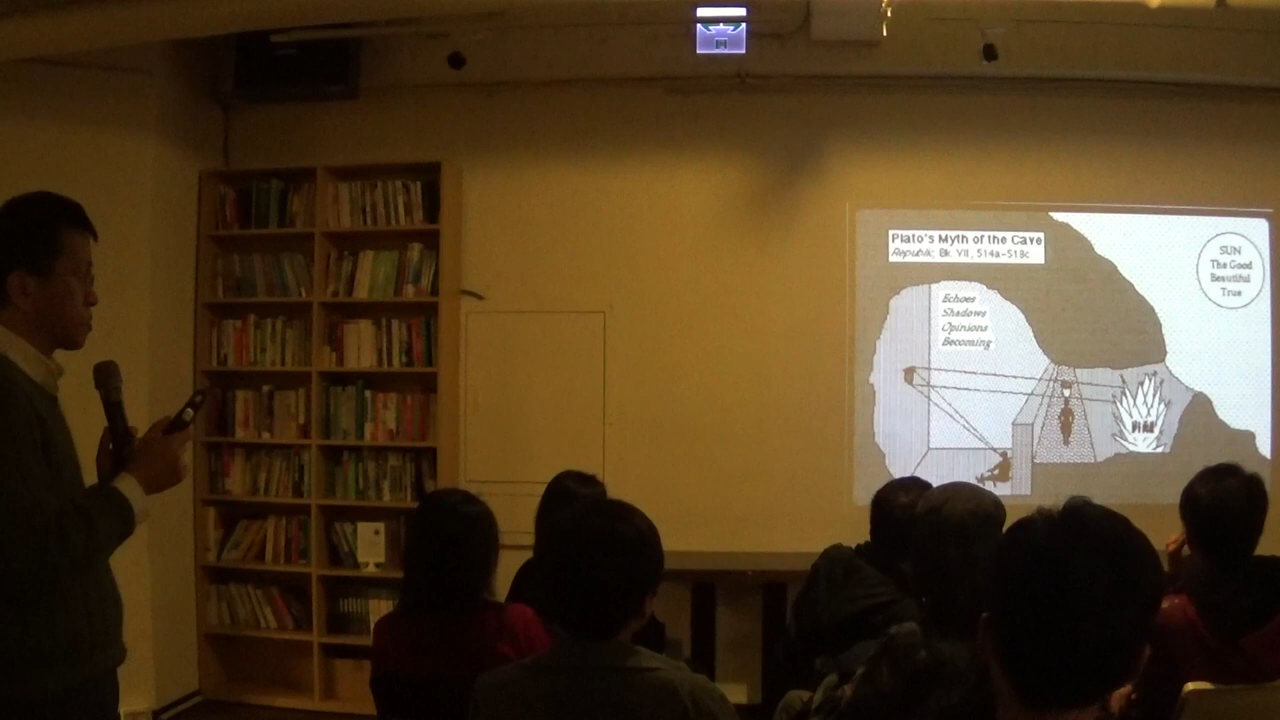 Plato's Myth of the Cave
Republic, Bk. VII, 514a-518c
SUN
The Good
Beautiful
True
Echoes
Shadows
Opinions
Becoming
FIRE